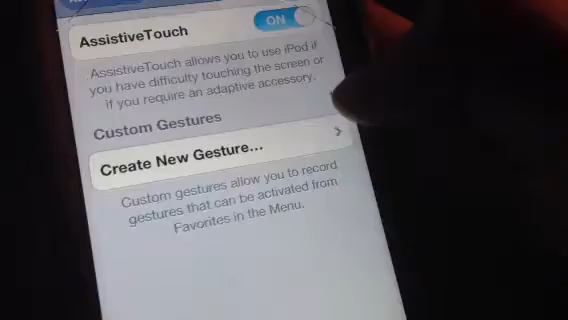 AssistiveTouch ON
AssistiveTouch allows you to use iPod if
you have difficulty touching the screen or
if you require an adaptive accessory.
Custom Gestures
Create New Gesture...
Custom gestures allow you to record
gestures that can be activated from
Favorites in the Menu.